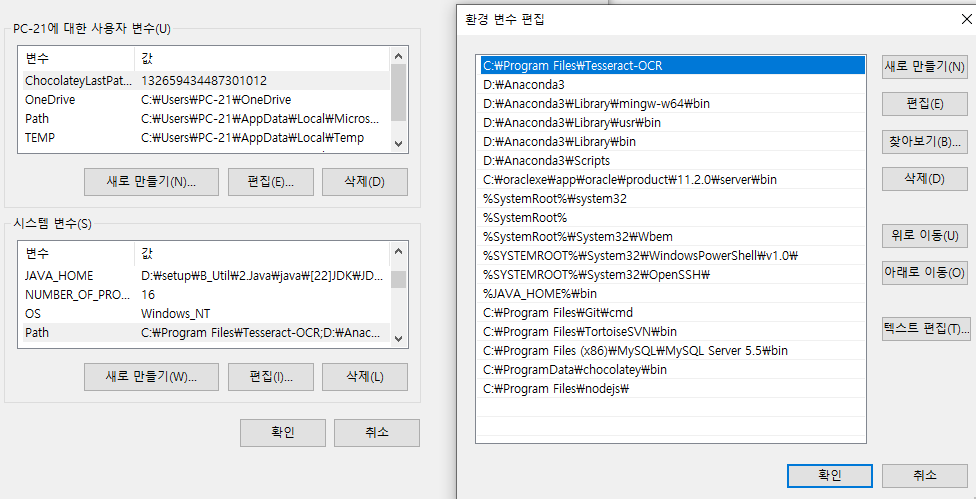 PC-21에 대한 사용자 변수(U)
변수 값
ChocolateyLastPat... 132659434487301012
OneDrive C:₩Users₩PC-21₩OneDrive
Path C:₩Users₩PC-21₩AppData₩Local₩Micros...
TEMP C:₩Users₩PC-21₩AppData₩Local₩Temp
새로 만들기(N)... 편집(E)... 삭제(D)
시스템 변수(S)
변수 값
JAVA_HOME D:₩setup₩B_Util₩2.Java₩java₩[22]JDK₩JD...
NUMBER_OF_PRO... 16
OS Windows_NT
Path C:₩Program Files₩Tesseract-OCR;D:₩Anac...
새로 만들기(W)... 편집(I)... 삭제(L)
확인 취소
환경 변수 편집
C:₩Program Files₩Tesseract-OCR
D:₩Anaconda3
D:₩Anaconda3₩Library₩mingw-w64₩bin
D:₩Anaconda3₩Library₩usr₩bin
D:₩Anaconda3₩Library₩bin
D:₩Anaconda3₩Scripts
C:₩oraclexe₩app₩oracle₩product₩11.2.0₩server₩bin
%SystemRoot%₩system32
%SystemRoot%
%SystemRoot%₩System32₩Wbem
%SYSTEMROOT%₩System32₩WindowsPowerShell₩v1.0₩
%SYSTEMROOT%₩System32₩OpenSSH₩
%JAVA_HOME%₩bin
C:₩Program Files₩Git₩cmd
C:₩Program Files₩TortoiseSVN₩bin
C:₩Program Files (x86)₩MySQL₩MySQL Server 5.5₩bin
C:₩ProgramData₩chocolatey₩bin
C:₩Program Files₩nodejs₩
새로 만들기(N)
편집(E)
찾아보기(B)...
삭제(D)
위로 이동(U)
아래로 이동(O)
텍스트 편집(T)...
확인 취소